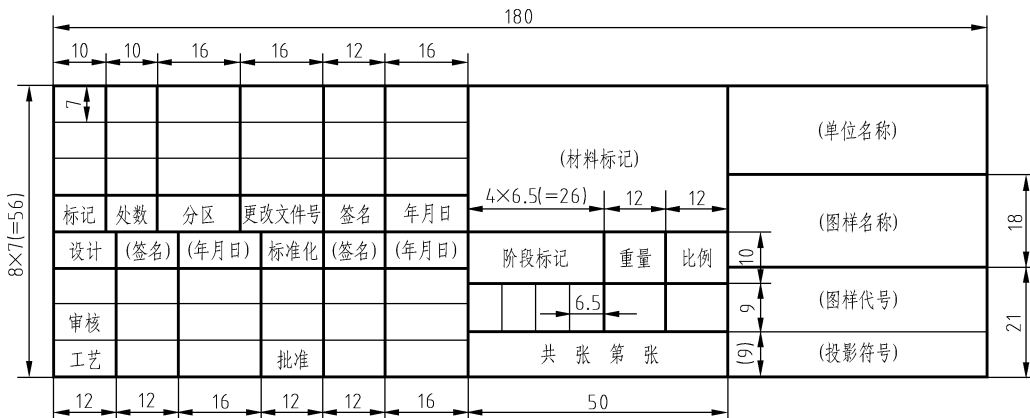 180
10 10 16 16 12 16
7
(单位名称)
(材料标记)
4×6.5(=26) 12 12
8×7(=56)
标记 处数 分区 更改文件号 签名 年月日
(图样名称)
18
设计 (签名) (年月日) 标准化 (签名) (年月日)
阶段标记 重量 比例
10
6.5
9
(图样代号)
21
审核
工艺 批准
共 张 第 张
(9)
(投影符号)
12 12 16 12 12 16 50